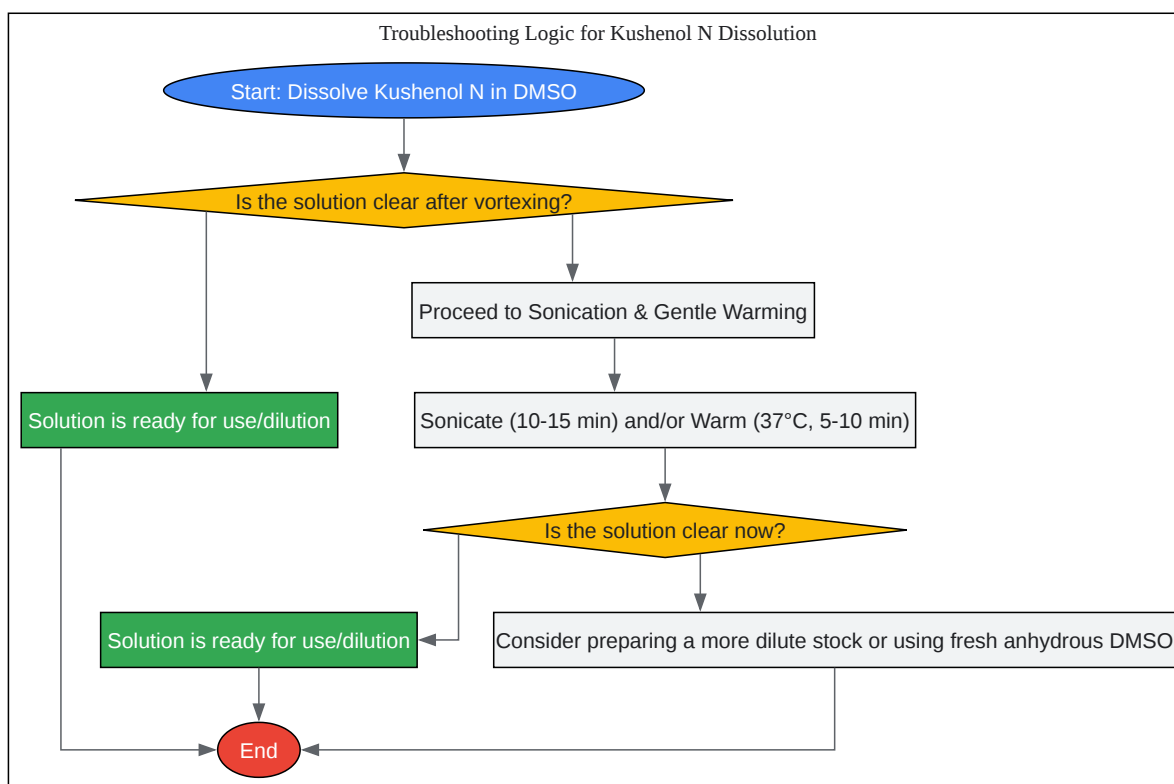 Troubleshooting Logic for Kushenol N Dissolution
Start: Dissolve Kushenol N in DMSO
Is the solution clear after vortexing?
Proceed to Sonication & Gentle Warming
Solution is ready for use/dilution
Sonicate (10-15 min) and/or Warm (37°C, 5-10 min)
Is the solution clear now?
Solution is ready for use/dilution
Consider preparing a more dilute stock or using fresh anhydrous DMSO
End